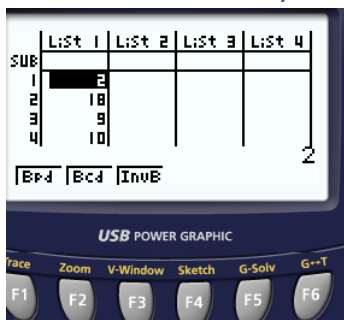 List 1 List 2 List 3 List 4
SUB
1 2
2 18
3 9
4 10
2
Bpd Bcd InvB
USB POWER GRAPHIC
Trace Zoom V-Window Sketch G-Solv G↔T
F1 F2 F3 F4 F5 F6